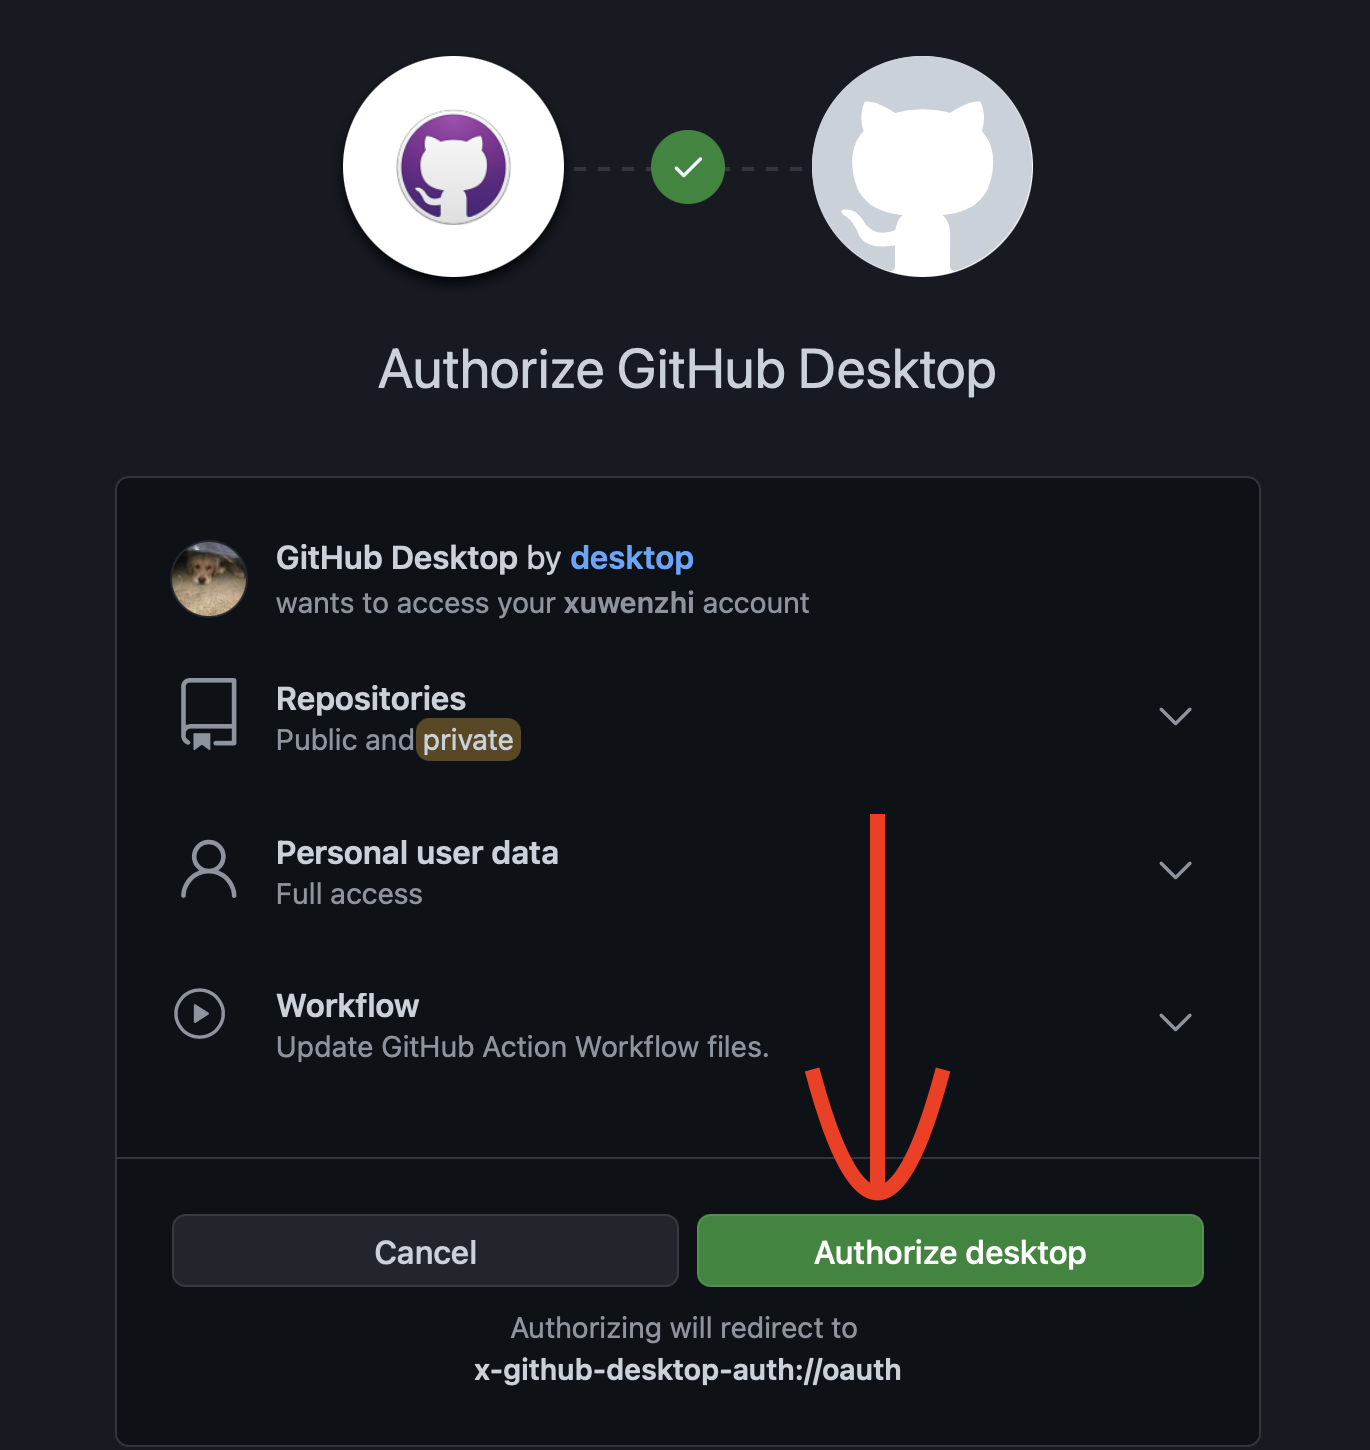 Authorize GitHub Desktop
GitHub Desktop by desktop
wants to access your xuwenzhi account
Repositories
Public and private
Personal user data
Full access
Workflow
Update GitHub Action Workflow files.
Cancel
Authorize desktop
Authorizing will redirect to
x-github-desktop-auth://oauth